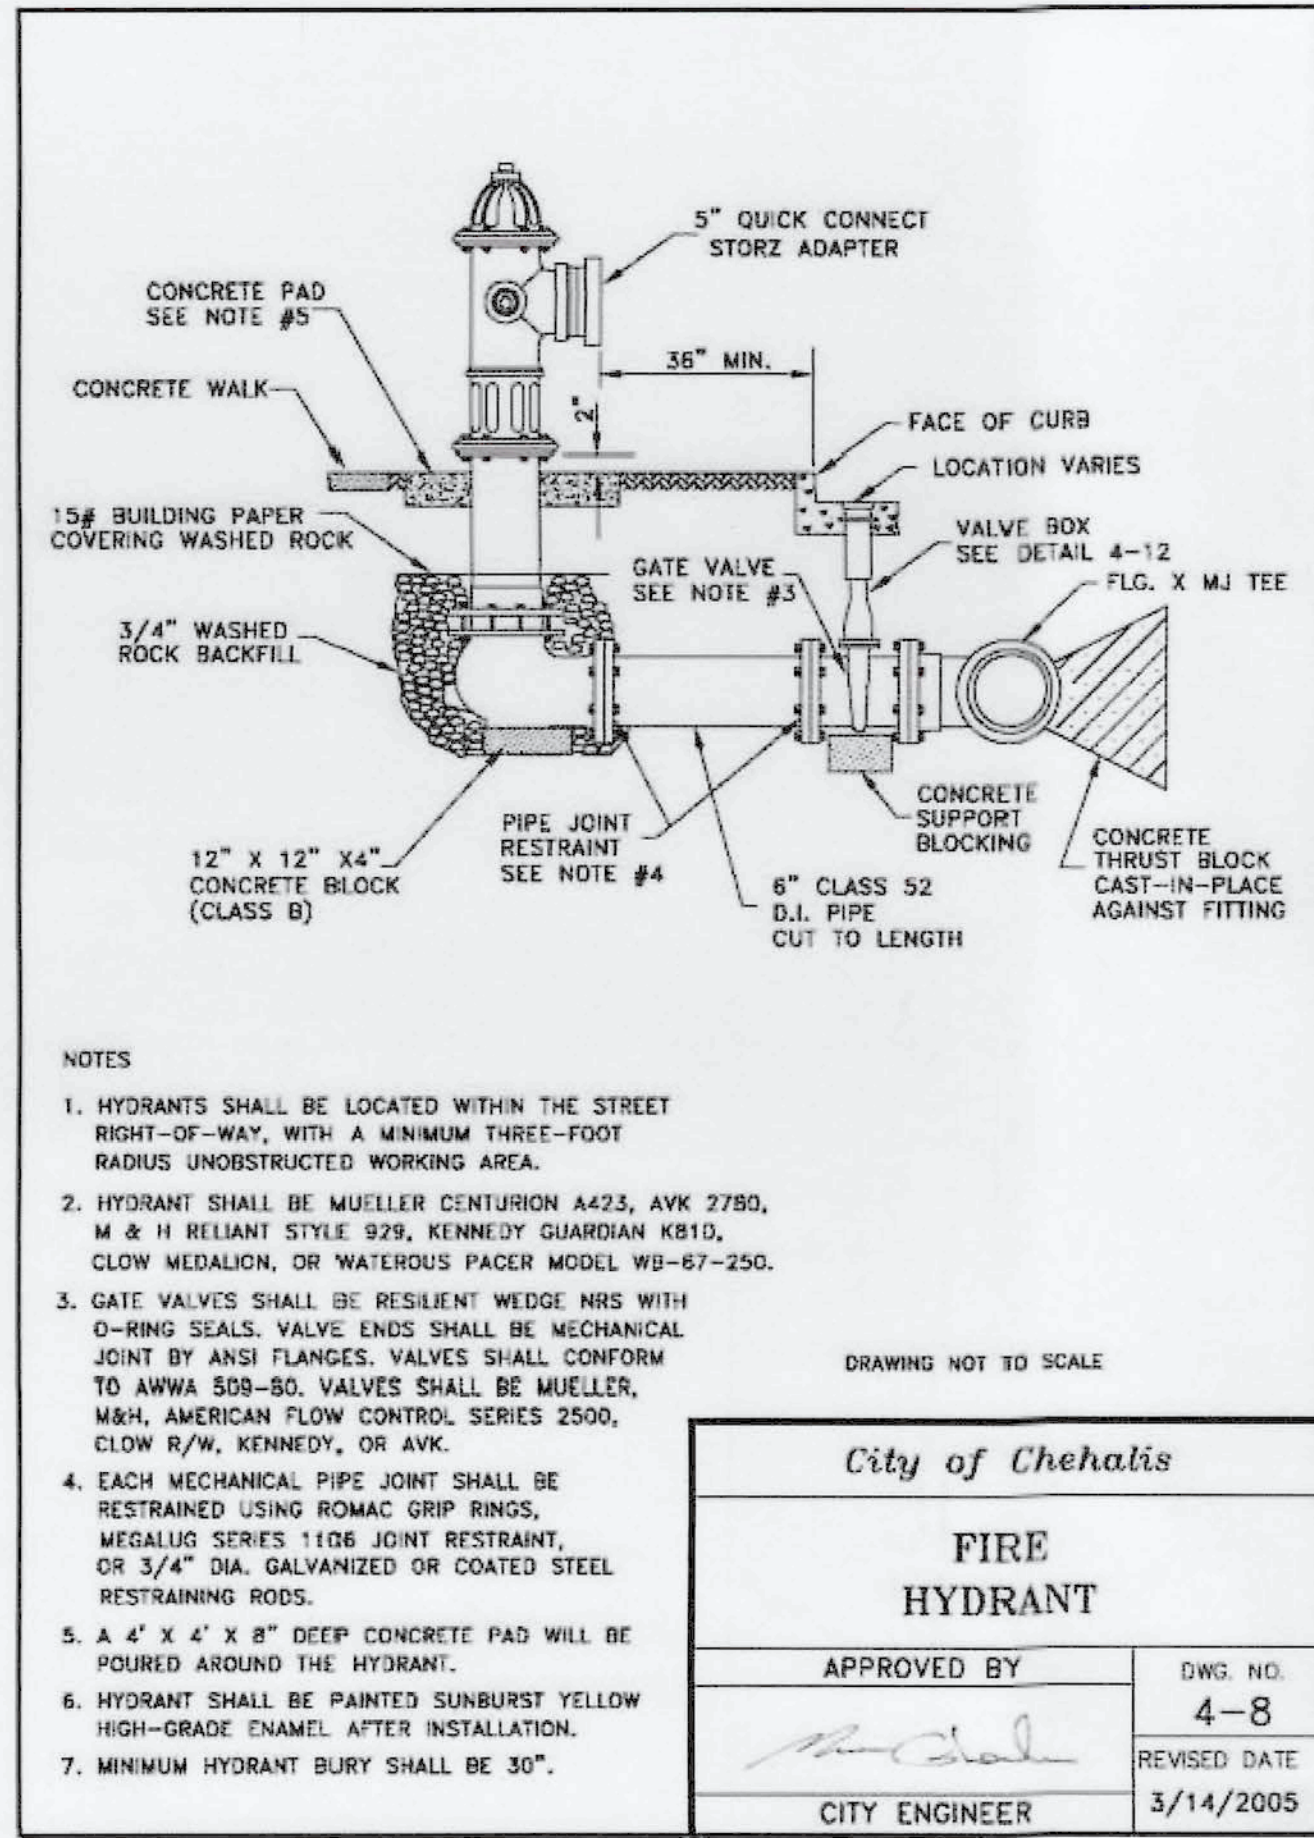 5" QUICK CONNECT
STORZ ADAPTER
CONCRETE PAD
SEE NOTE #5
36" MIN.
CONCRETE WALK
2"
FACE OF CURB
LOCATION VARIES
15# BUILDING PAPER
COVERING WASHED ROCK
VALVE BOX
SEE DETAIL 4-12
GATE VALVE
SEE NOTE #3
FLG. X MJ TEE
3/4" WASHED
ROCK BACKFILL
CONCRETE
SUPPORT
BLOCKING
PIPE JOINT
RESTRAINT
SEE NOTE #4
12" X 12" X4"
CONCRETE BLOCK
(CLASS B)
6" CLASS 52
D.I. PIPE
CUT TO LENGTH
CONCRETE
THRUST BLOCK
CAST-IN-PLACE
AGAINST FITTING
NOTES
1. HYDRANTS SHALL BE LOCATED WITHIN THE STREET
RIGHT-OF-WAY, WITH A MINIMUM THREE-FOOT
RADIUS UNOBSTRUCTED WORKING AREA.
2. HYDRANT SHALL BE MUELLER CENTURION A423, AVK 2780,
M & H RELIANT STYLE 929, KENNEDY GUARDIAN K810,
CLOW MEDALION, OR WATEROUS PACER MODEL WB-67-250.
3. GATE VALVES SHALL BE RESILIENT WEDGE NRS WITH
O-RING SEALS. VALVE ENDS SHALL BE MECHANICAL
JOINT BY ANSI FLANGES. VALVES SHALL CONFORM
TO AWWA 509-80. VALVES SHALL BE MUELLER,
M&H, AMERICAN FLOW CONTROL SERIES 2500,
CLOW R/W, KENNEDY, OR AVK.
4. EACH MECHANICAL PIPE JOINT SHALL BE
RESTRAINED USING ROMAC GRIP RINGS,
MEGALUG SERIES 1106 JOINT RESTRAINT,
OR 3/4" DIA. GALVANIZED OR COATED STEEL
RESTRAINING RODS.
5. A 4' X 4' X 8" DEEP CONCRETE PAD WILL BE
POURED AROUND THE HYDRANT.
6. HYDRANT SHALL BE PAINTED SUNBURST YELLOW
HIGH-GRADE ENAMEL AFTER INSTALLATION.
7. MINIMUM HYDRANT BURY SHALL BE 30".
DRAWING NOT TO SCALE
City of Chehalis
FIRE
HYDRANT
APPROVED BY
CITY ENGINEER
DWG. NO.
4-8
REVISED DATE
3/14/2005